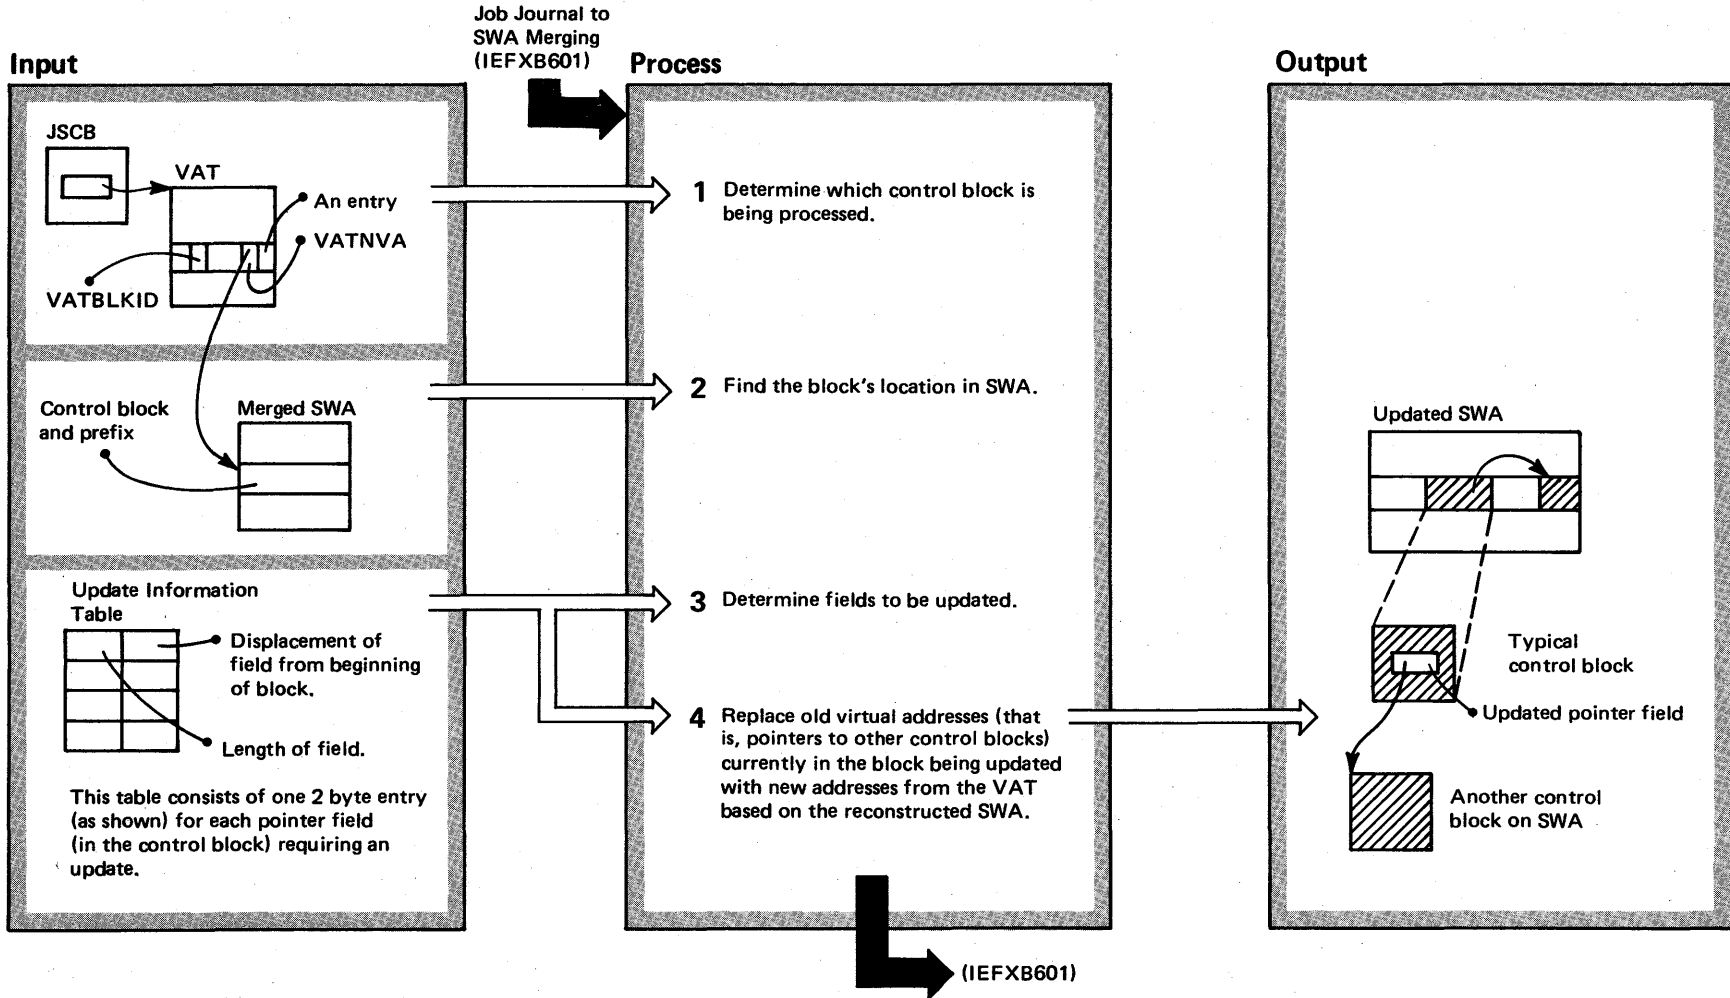 Job Journal to
SWA Merging
(IEFXB601)
Input
Process
Output
JSCB
VAT
An entry
VATNVA
VATBLKID
Control block
and prefix
Merged SWA
Update Information
Table
Displacement of
field from beginning
of block.
Length of field.
This table consists of one 2 byte entry
(as shown) for each pointer field
(in the control block) requiring an
update.
1 Determine which control block is
being processed.
2 Find the block's location in SWA.
3 Determine fields to be updated.
4 Replace old virtual addresses (that
is, pointers to other control blocks)
currently in the block being updated
with new addresses from the VAT
based on the reconstructed SWA.
(IEFXB601)
Updated SWA
Typical
control block
Updated pointer field
Another control
block on SWA